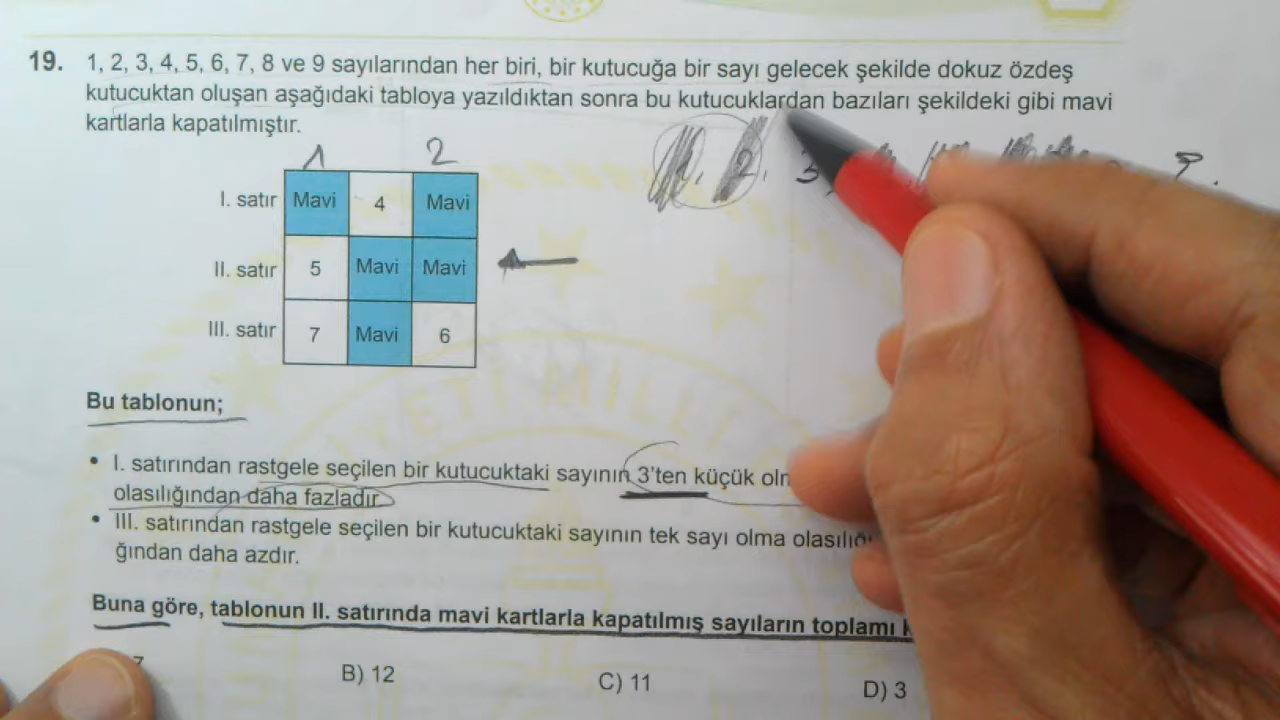 19. 1, 2, 3, 4, 5, 6, 7, 8 ve 9 sayılarından her biri, bir kutucuğa bir sayı gelecek şekilde dokuz özdeş
kutucuktan oluşan aşağıdaki tabloya yazıldıktan sonra bu kutucuklardan bazıları şekildeki gibi mavi
kartlarla kapatılmıştır.
1 2
2, 3,
I. satır Mavi 4 Mavi
II. satır 5 Mavi Mavi
III. satır 7 Mavi 6
Bu tablonun;
• I. satırından rastgele seçilen bir kutucuktaki sayının 3'ten küçük
olasılığından daha fazladır
• III. satırından rastgele seçilen bir kutucuktaki sayının tek sayı olma
ğından daha azdır.
Buna göre, tablonun II. satırında mavi kartlarla kapatılmış sayıların toplamı
7 B) 12 C) 11 D) 3